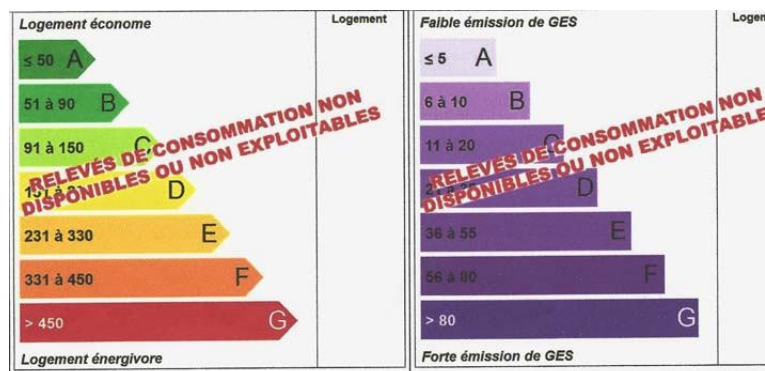 Logement économe
Logement
≤ 50 A
51 à 90 B
91 à 150 C
D
231 à 330 E
331 à 450 F
> 450 G
Logement énergivore
RELEVÉS DE CONSOMMATION NON
DISPONIBLES OU NON EXPLOITABLES
Faible émission de GES
≤ 5 A
6 à 10 B
11 à 20 C
D
36 à 55 E
56 à 80 F
> 80 G
Forte émission de GES
RELEVÉS DE CONSOMMATION NON
DISPONIBLES OU NON